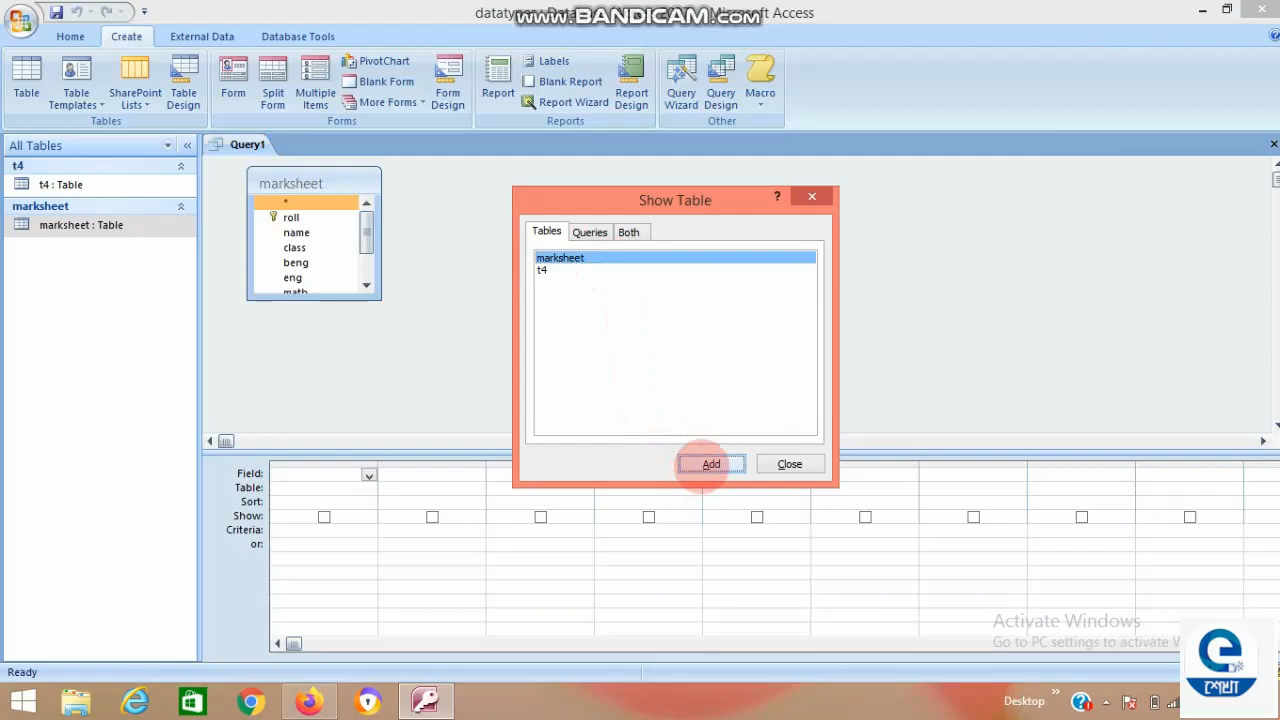 datatypes : Data
www.BANDICAM.com
Microsoft Access
Home
Create
External Data
Database Tools
Table
Table Templates
SharePoint Lists
Table Design
Tables
Form
Split Form
Multiple Items
PivotChart
Blank Form
More Forms
Form Design
Forms
Report
Labels
Blank Report
Report Wizard
Report Design
Reports
Query Wizard
Query Design
Macro
Other
All Tables
«
t4
t4 : Table
marksheet
marksheet : Table
Query1
marksheet
*
roll
name
class
beng
eng
math
Show Table
?
Tables
Queries
Both
marksheet
t4
Add
Close
Field:
Table:
Sort:
Show:
Criteria:
or:
Activate Windows
Go to PC settings to activate W
Ready
Desktop
e
শেখা